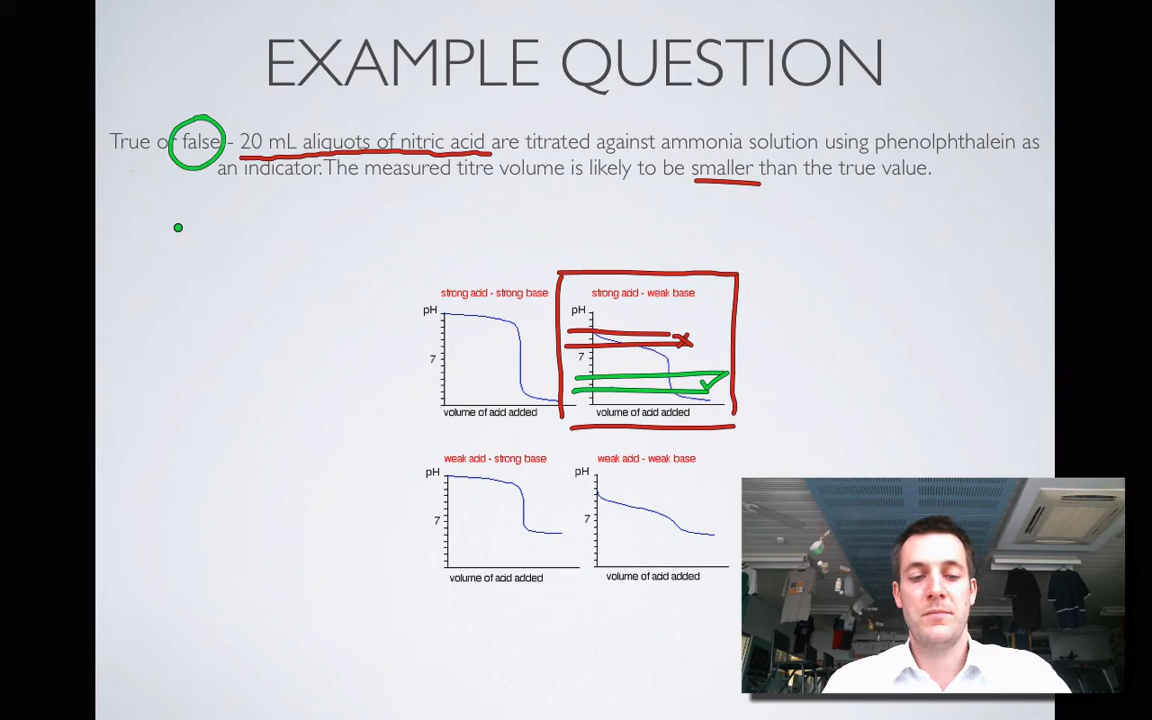 EXAMPLE QUESTION
True or false - 20 mL aliquots of nitric acid are titrated against ammonia solution using phenolphthalein as
an indicator. The measured titre volume is likely to be smaller than the true value.
strong acid - strong base
strong acid - weak base
pH
pH
7
7
volume of acid added
volume of acid added
weak acid - strong base
weak acid - weak base
pH
pH
7
7
volume of acid added
volume of acid added